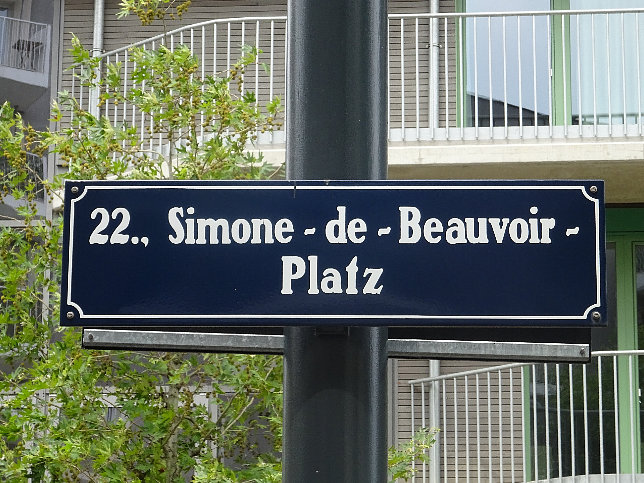 22., Simone - de - Beauvoir -
Platz